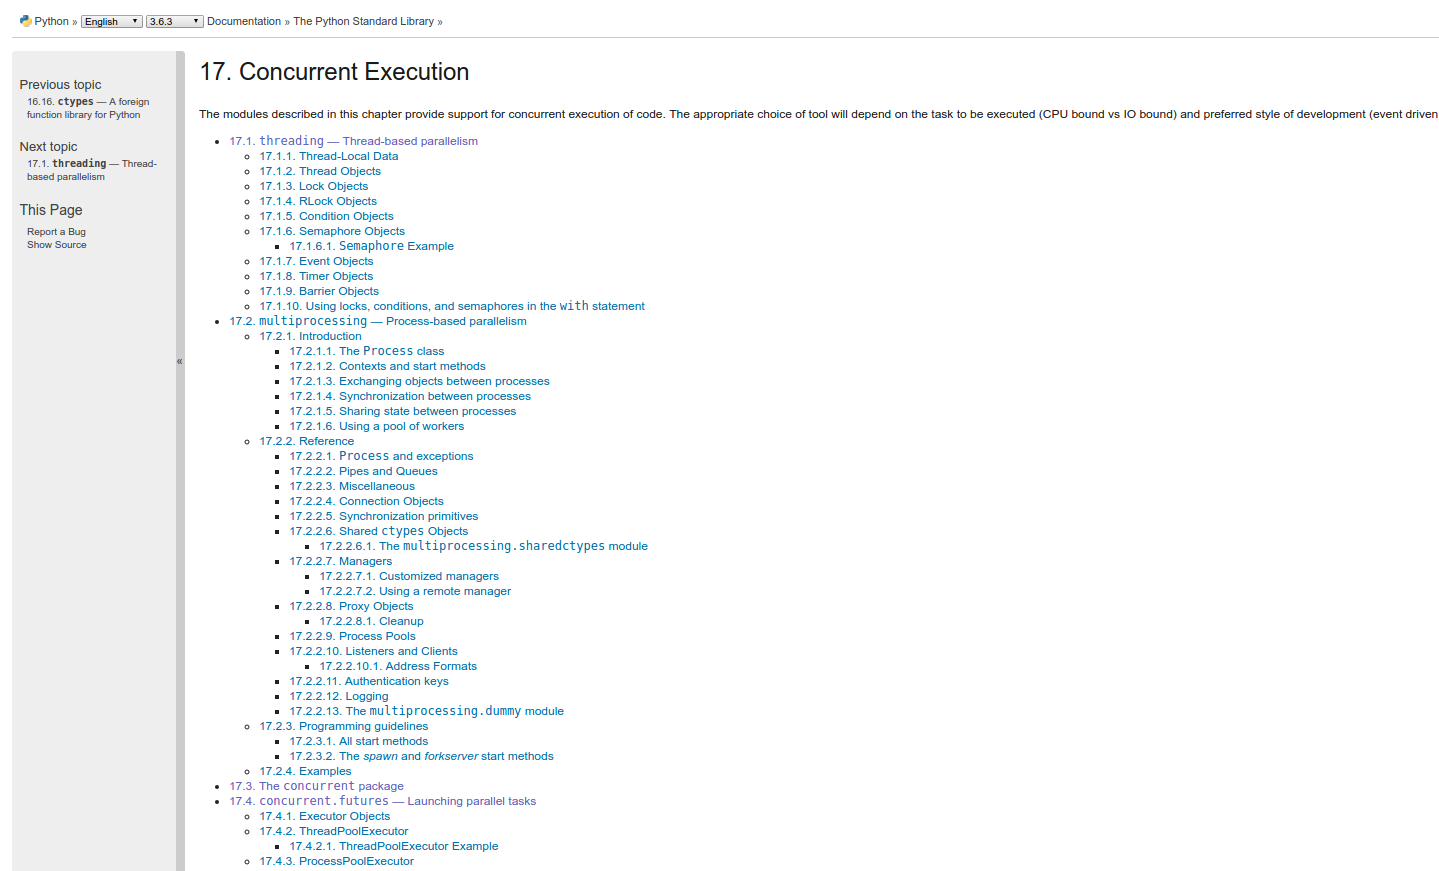 Python » English 3.6.3 Documentation » The Python Standard Library »
Previous topic
16.16. ctypes — A foreign
function library for Python
Next topic
17.1. threading — Thread-
based parallelism
This Page
Report a Bug
Show Source
«
17. Concurrent Execution
The modules described in this chapter provide support for concurrent execution of code. The appropriate choice of tool will depend on the task to be executed (CPU bound vs IO bound) and preferred style of development (event driven
17.1. threading — Thread-based parallelism
17.1.1. Thread-Local Data
17.1.2. Thread Objects
17.1.3. Lock Objects
17.1.4. RLock Objects
17.1.5. Condition Objects
17.1.6. Semaphore Objects
17.1.6.1. Semaphore Example
17.1.7. Event Objects
17.1.8. Timer Objects
17.1.9. Barrier Objects
17.1.10. Using locks, conditions, and semaphores in the with statement
17.2. multiprocessing — Process-based parallelism
17.2.1. Introduction
17.2.1.1. The Process class
17.2.1.2. Contexts and start methods
17.2.1.3. Exchanging objects between processes
17.2.1.4. Synchronization between processes
17.2.1.5. Sharing state between processes
17.2.1.6. Using a pool of workers
17.2.2. Reference
17.2.2.1. Process and exceptions
17.2.2.2. Pipes and Queues
17.2.2.3. Miscellaneous
17.2.2.4. Connection Objects
17.2.2.5. Synchronization primitives
17.2.2.6. Shared ctypes Objects
17.2.2.6.1. The multiprocessing.sharedctypes module
17.2.2.7. Managers
17.2.2.7.1. Customized managers
17.2.2.7.2. Using a remote manager
17.2.2.8. Proxy Objects
17.2.2.8.1. Cleanup
17.2.2.9. Process Pools
17.2.2.10. Listeners and Clients
17.2.2.10.1. Address Formats
17.2.2.11. Authentication keys
17.2.2.12. Logging
17.2.2.13. The multiprocessing.dummy module
17.2.3. Programming guidelines
17.2.3.1. All start methods
17.2.3.2. The spawn and forkserver start methods
17.2.4. Examples
17.3. The concurrent package
17.4. concurrent.futures — Launching parallel tasks
17.4.1. Executor Objects
17.4.2. ThreadPoolExecutor
17.4.2.1. ThreadPoolExecutor Example
17.4.3. ProcessPoolExecutor